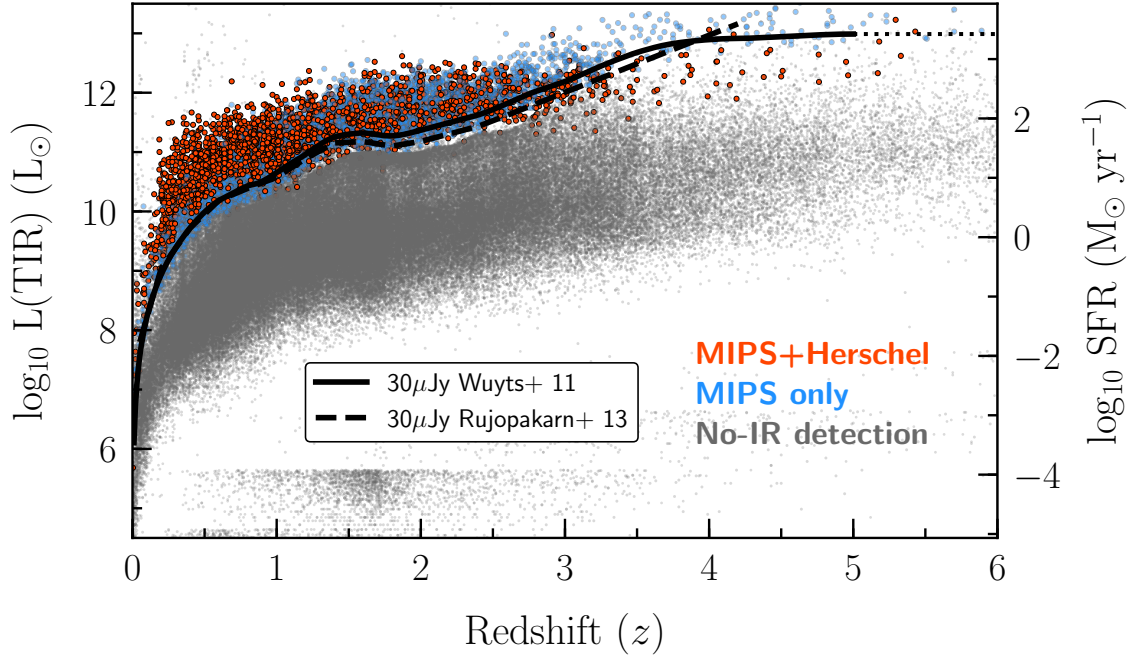 log₁₀ L(TIR) (L⊙)
12
10
8
6
2
0
−2
−4
log₁₀ SFR (M⊙ yr⁻¹)
30μJy Wuyts+ 11
30μJy Rujopakarn+ 13
MIPS+Herschel
MIPS only
No-IR detection
0 1 2 3 4 5 6
Redshift (z)